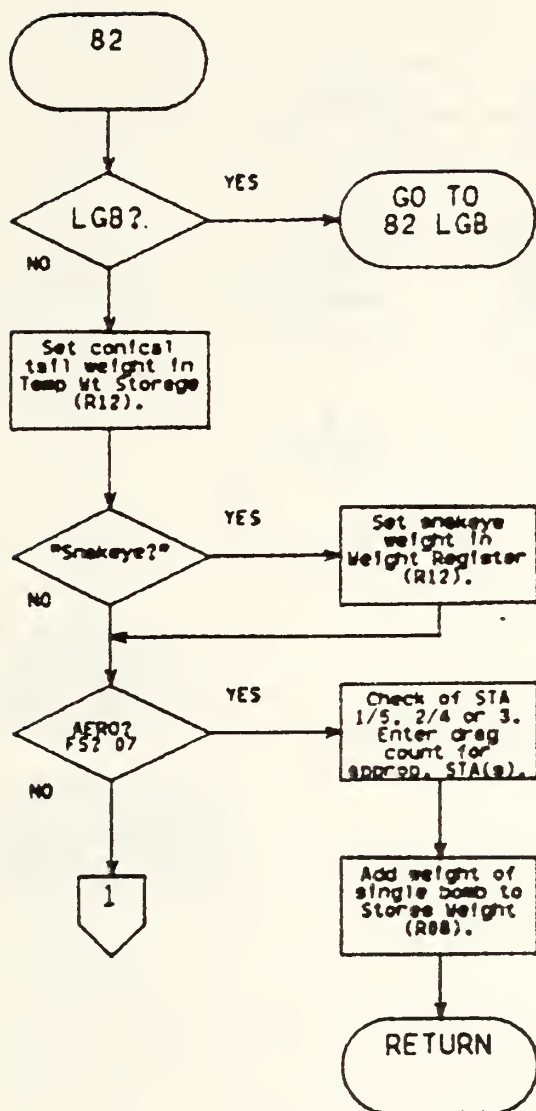 82
LGB?.
YES
GO TO
82 LGB
NO
Set conical
tail weight in
Temp Wt Storage
(R12).
"Snakeye?"
YES
Set snakeye
weight in
Weight Register
(R12).
NO
AERO?
FS? 07
YES
Check of STA
1/5, 2/4 or 3.
Enter drag
count for
approp. STA(s).
NO
1
Add weight of
single bomb to
Stores Weight
(R08).
RETURN